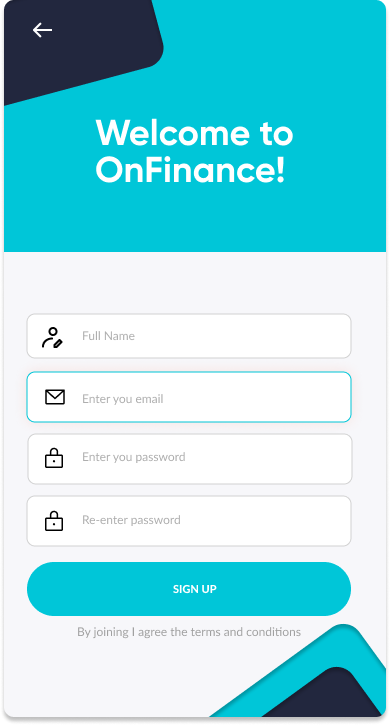 Welcome to
OnFinance!
Full Name
Enter you email
Enter you password
Re-enter password
SIGN UP
By joining I agree the terms and conditions